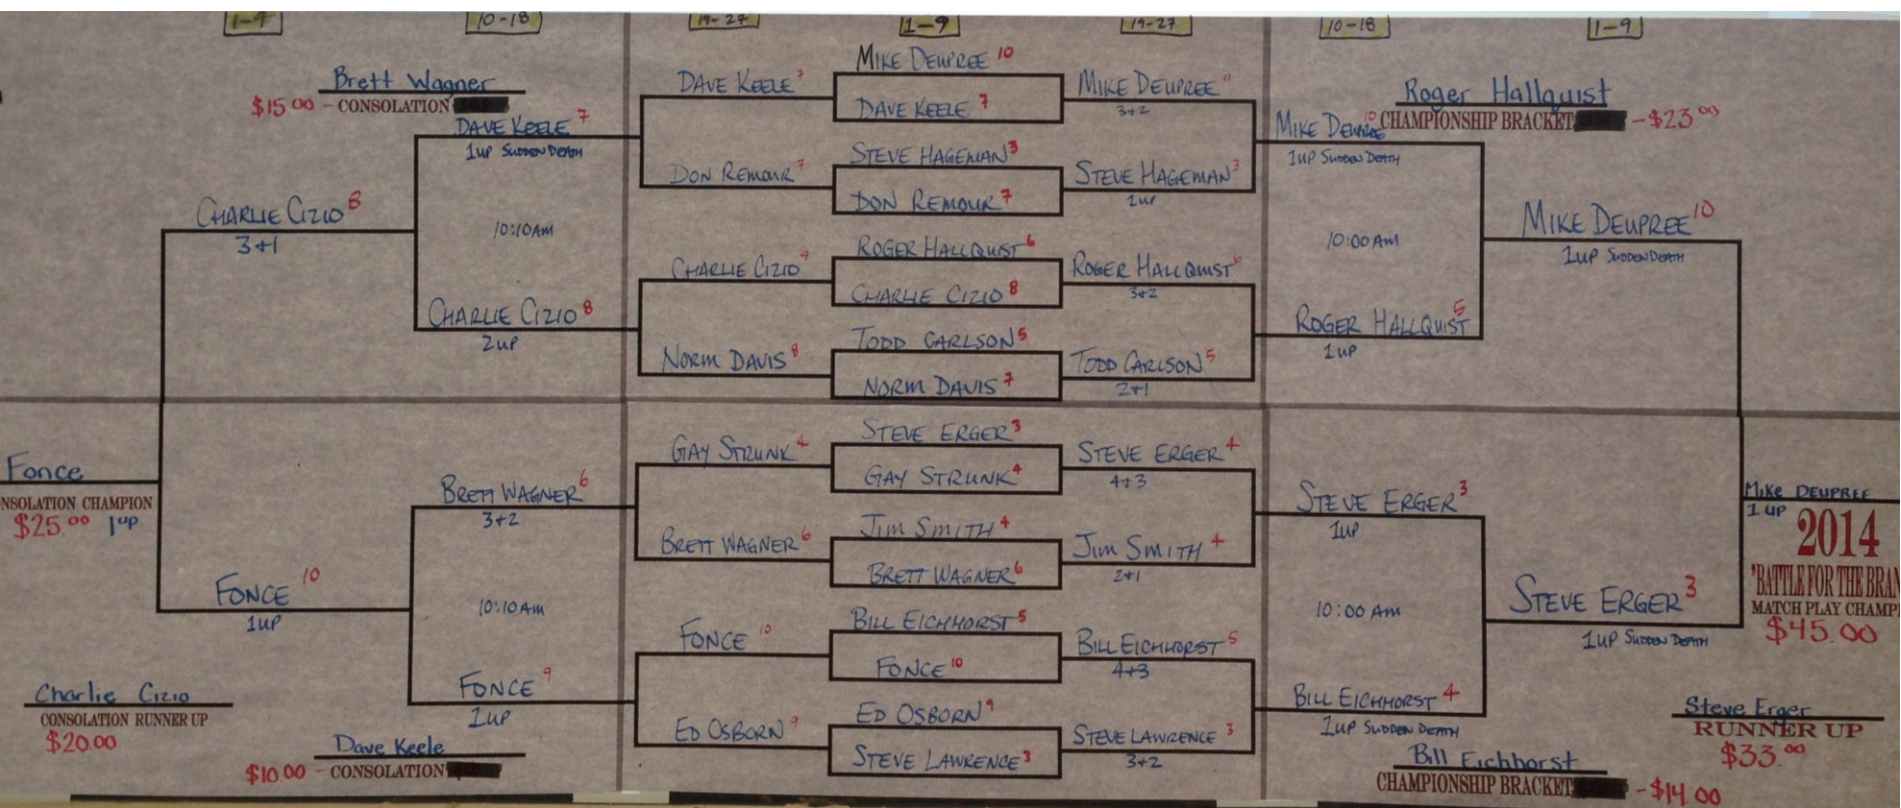 1-9
10-18
19-27
1-9
19-27
10-18
1-9
Brett Wagner
$15.00 - CONSOLATION
CHARLIE CIZIO 8
3+1
Fonce
NSOLATION CHAMPION
$25.00 1up
FONCE 10
1up
Charlie Cizio
CONSOLATION RUNNER UP
$20.00
Dave Keele
$10.00 - CONSOLATION
DAVE KEELE 7
1up SUDDEN DEATH
10:10AM
CHARLIE CIZIO 8
2up
BRETT WAGNER 6
3+2
10:10AM
FONCE 9
1up
DAVE KEELE 7
DON REMOUR 7
CHARLIE CIZIO 9
NORM DAVIS 8
GAY STRUNK 4
BRETT WAGNER 6
FONCE 10
ED OSBORN 9
MIKE DEUPREE 10
DAVE KEELE 7
STEVE HAGEMAN 3
DON REMOUR 7
ROGER HALLQUIST 6
CHARLIE CIZIO 8
TODD CARLSON 5
NORM DAVIS 7
STEVE ERGER 3
GAY STRUNK 4
JIM SMITH 4
BRETT WAGNER 6
BILL EICHHORST 5
FONCE 10
ED OSBORN 9
STEVE LAWRENCE 3
MIKE DEUPREE 11
3+2
STEVE HAGEMAN 3
1up
ROGER HALLQUIST 6
3+2
TODD CARLSON 5
2+1
STEVE ERGER 4
4+3
JIM SMITH 4
2+1
BILL EICHHORST 5
4+3
STEVE LAWRENCE 3
3+2
Roger Hallquist
CHAMPIONSHIP BRACKET - $23.00
MIKE DEUPREE 10
1UP SUDDEN DEATH
10:00AM
ROGER HALLQUIST 5
1up
STEVE ERGER 3
1up
10:00 AM
BILL EICHHORST 4
1up SUDDEN DEATH
Bill Eichhorst
CHAMPIONSHIP BRACKET - $14.00
MIKE DEUPREE 10
1up SUDDEN DEATH
STEVE ERGER 3
1up SUDDEN DEATH
MIKE DEUPREE
1 UP
2014
"BATTLE FOR THE BRAN
MATCH PLAY CHAMPI
$45.00
Steve Erger
RUNNER UP
$33.00